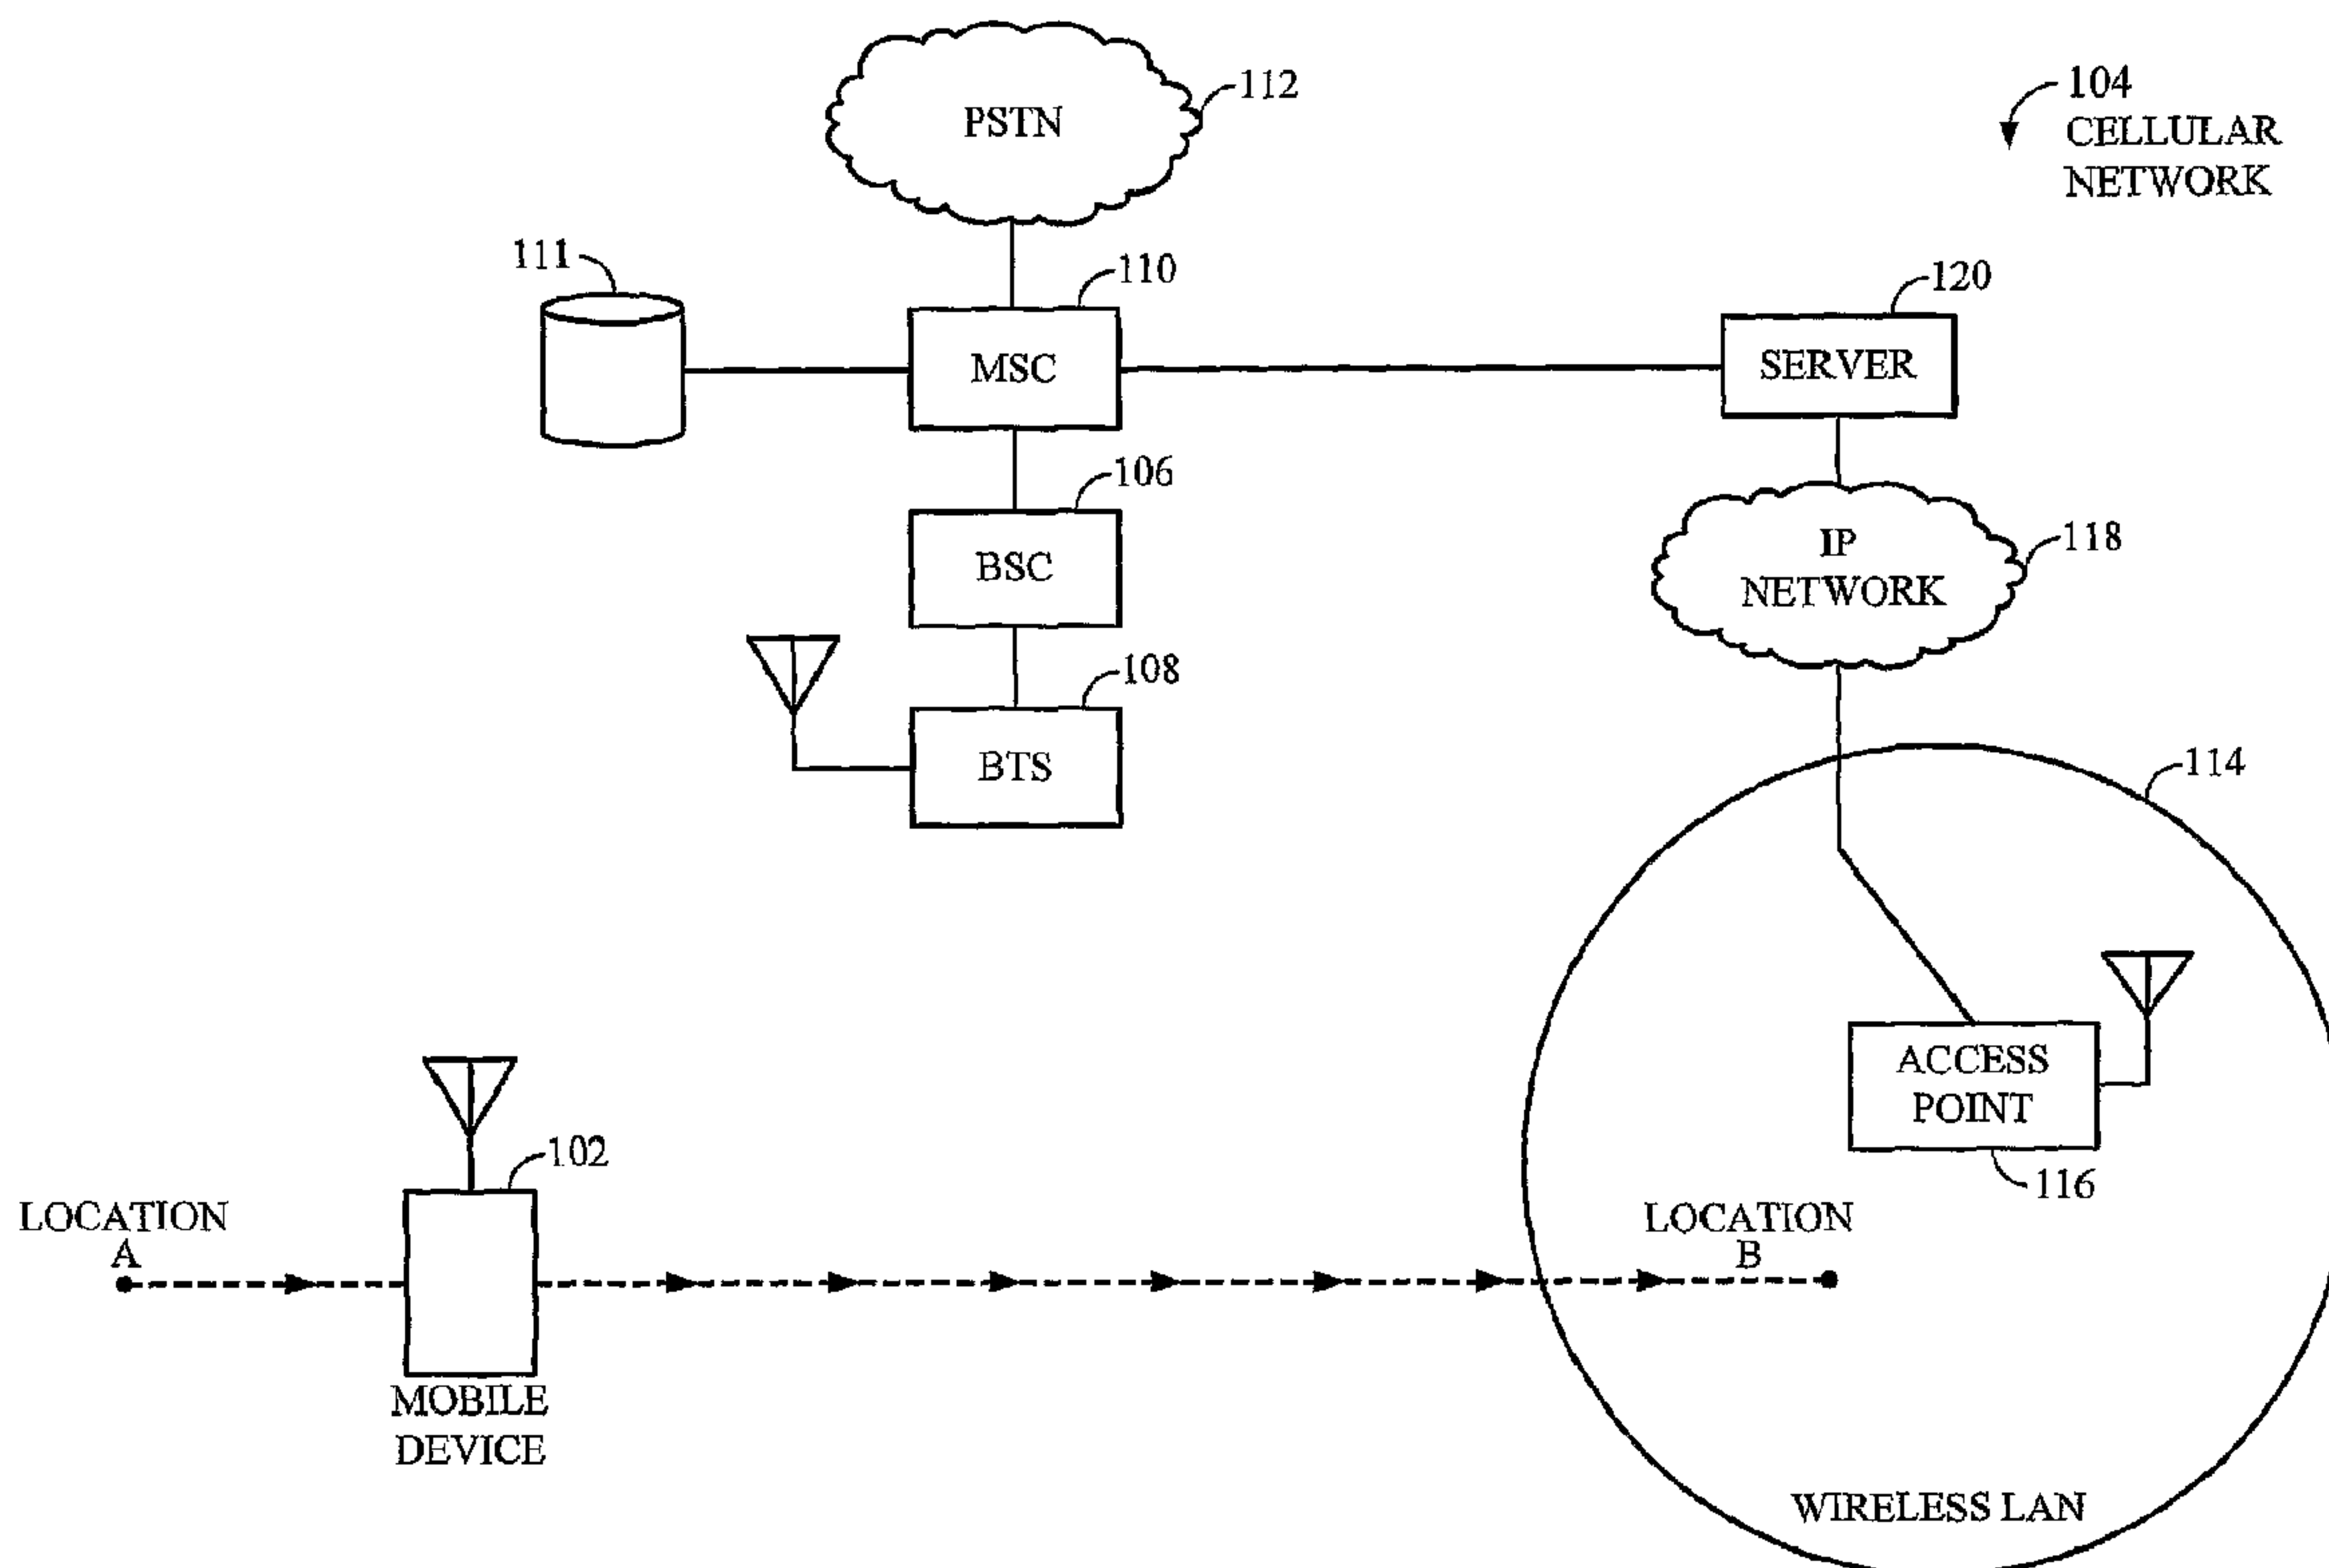 112
PSTN
104
CELLULAR
NETWORK
111
110
MSC
120
SERVER
106
BSC
IP
NETWORK
118
108
BTS
114
ACCESS
POINT
116
102
LOCATION
A
LOCATION
B
MOBILE
DEVICE
WIRELESS LAN